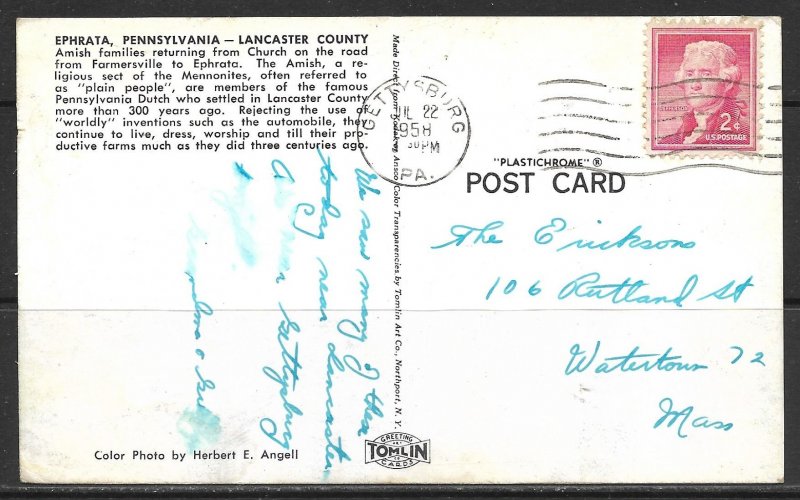 EPHRATA, PENNSYLVANIA — LANCASTER COUNTY
Amish families returning from Church on the road
from Farmersville to Ephrata. The Amish, a re-
ligious sect of the Mennonites, often referred to
as "plain people", are members of the famous
Pennsylvania Dutch who settled in Lancaster County
more than 300 years ago. Rejecting the use of
"worldly" inventions such as the automobile, they
continue to live, dress, worship and till their pro-
ductive farms much as they did three centuries ago.
We saw many of these
today near Lancaster
Gettysburg
Color Photo by Herbert E. Angell
Made Direct from Kodachrome Ansco Color Transparencies by Tomlin Art Co., Northport, N. Y.
GREETING
TOMLIN
CARDS
GETTYSBURG
JUL 22
1958
30PM
PA.
2¢
U.S. POSTAGE
"PLASTICHROME"®
POST CARD
The Ericksons
106 Rutland St
Watertown 72
Mass